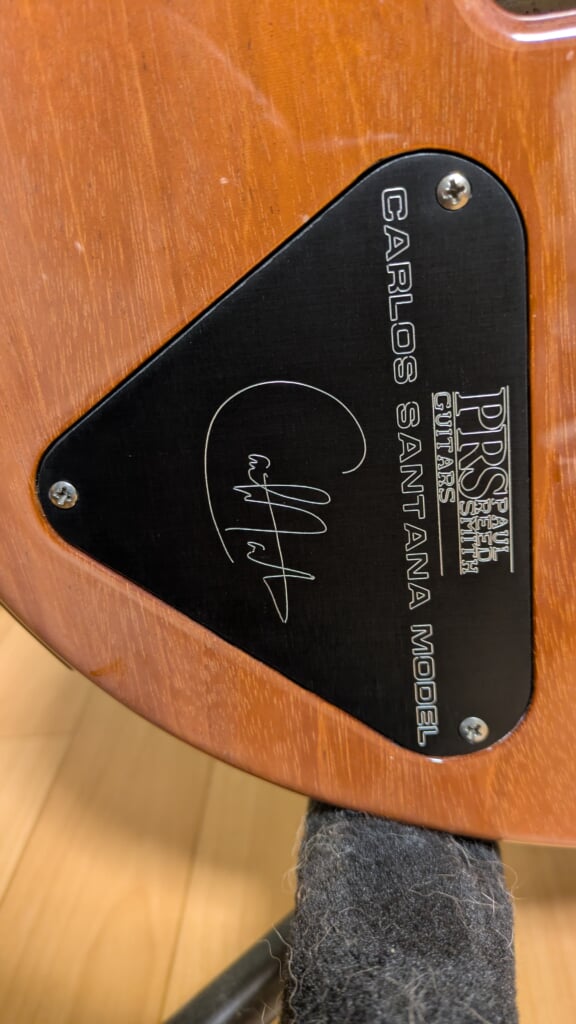 PRS PAUL REED SMITH
GUITARS
CARLOS SANTANA MODEL